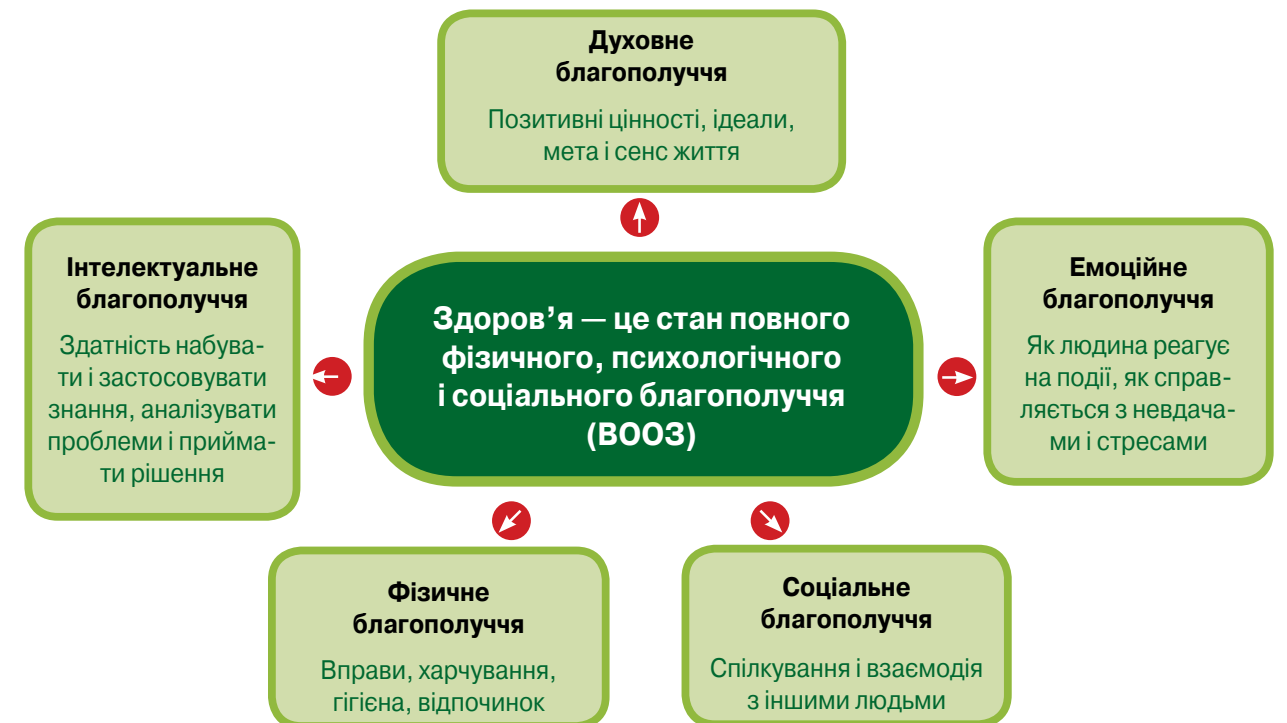 Духовне
благополуччя
Позитивні цінності, ідеали,
мета і сенс життя
Інтелектуальне
благополуччя
Здатність набува-
ти і застосовувати
знання, аналізувати
проблеми і прийма-
ти рішення
Здоров’я — це стан повного
фізичного, психологічного
і соціального благополуччя
(ВООЗ)
Емоційне
благополуччя
Як людина реагує
на події, як справ-
ляється з невдача-
ми і стресами
Фізичне
благополуччя
Вправи, харчування,
гігієна, відпочинок
Соціальне
благополуччя
Спілкування і взаємодія
з іншими людьми